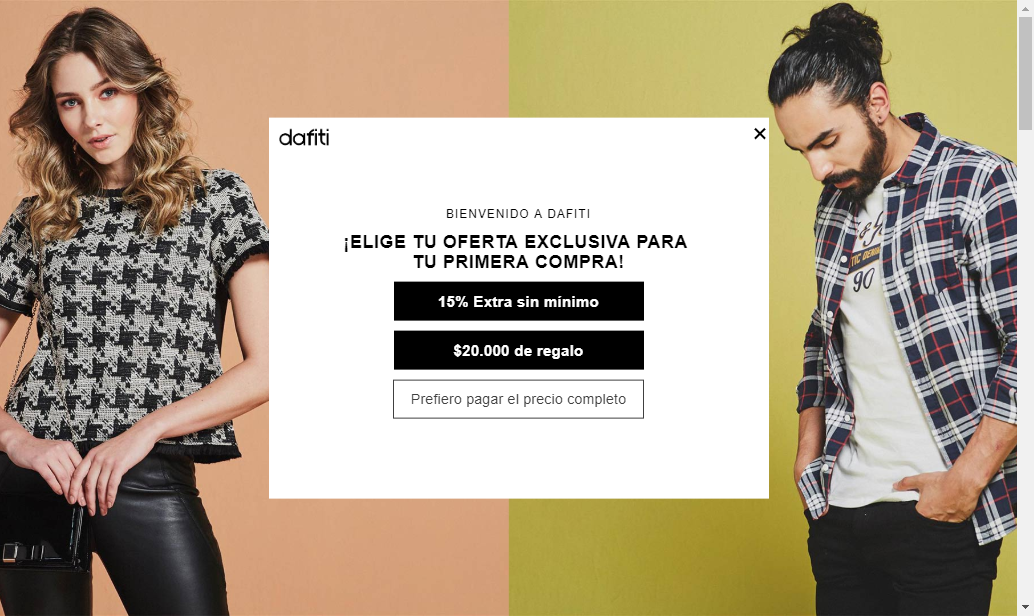 dafiti
BIENVENIDO A DAFITI
¡ELIGE TU OFERTA EXCLUSIVA PARA
TU PRIMERA COMPRA!
15% Extra sin mínimo
$20.000 de regalo
Prefiero pagar el precio completo
90